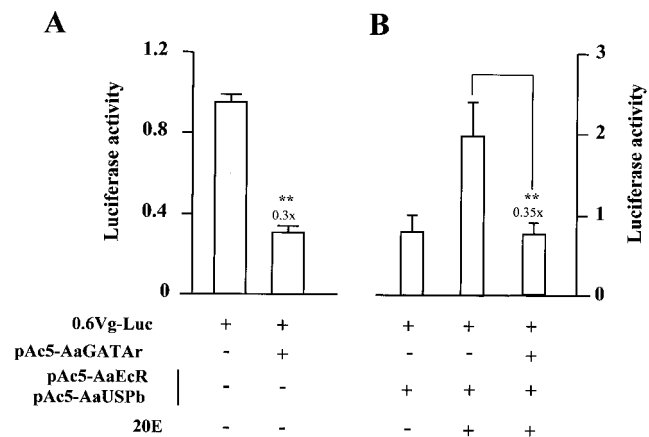 A
B
Luciferase activity
1.2
0.8
0.4
0
**
0.3x
3
2
1
0
Luciferase activity
**
0.35x
0.6Vg-Luc + + + + +
pAc5-AaGATAr - + - - +
pAc5-AaEcR
pAc5-AaUSPb - - + + +
20E - - - + +